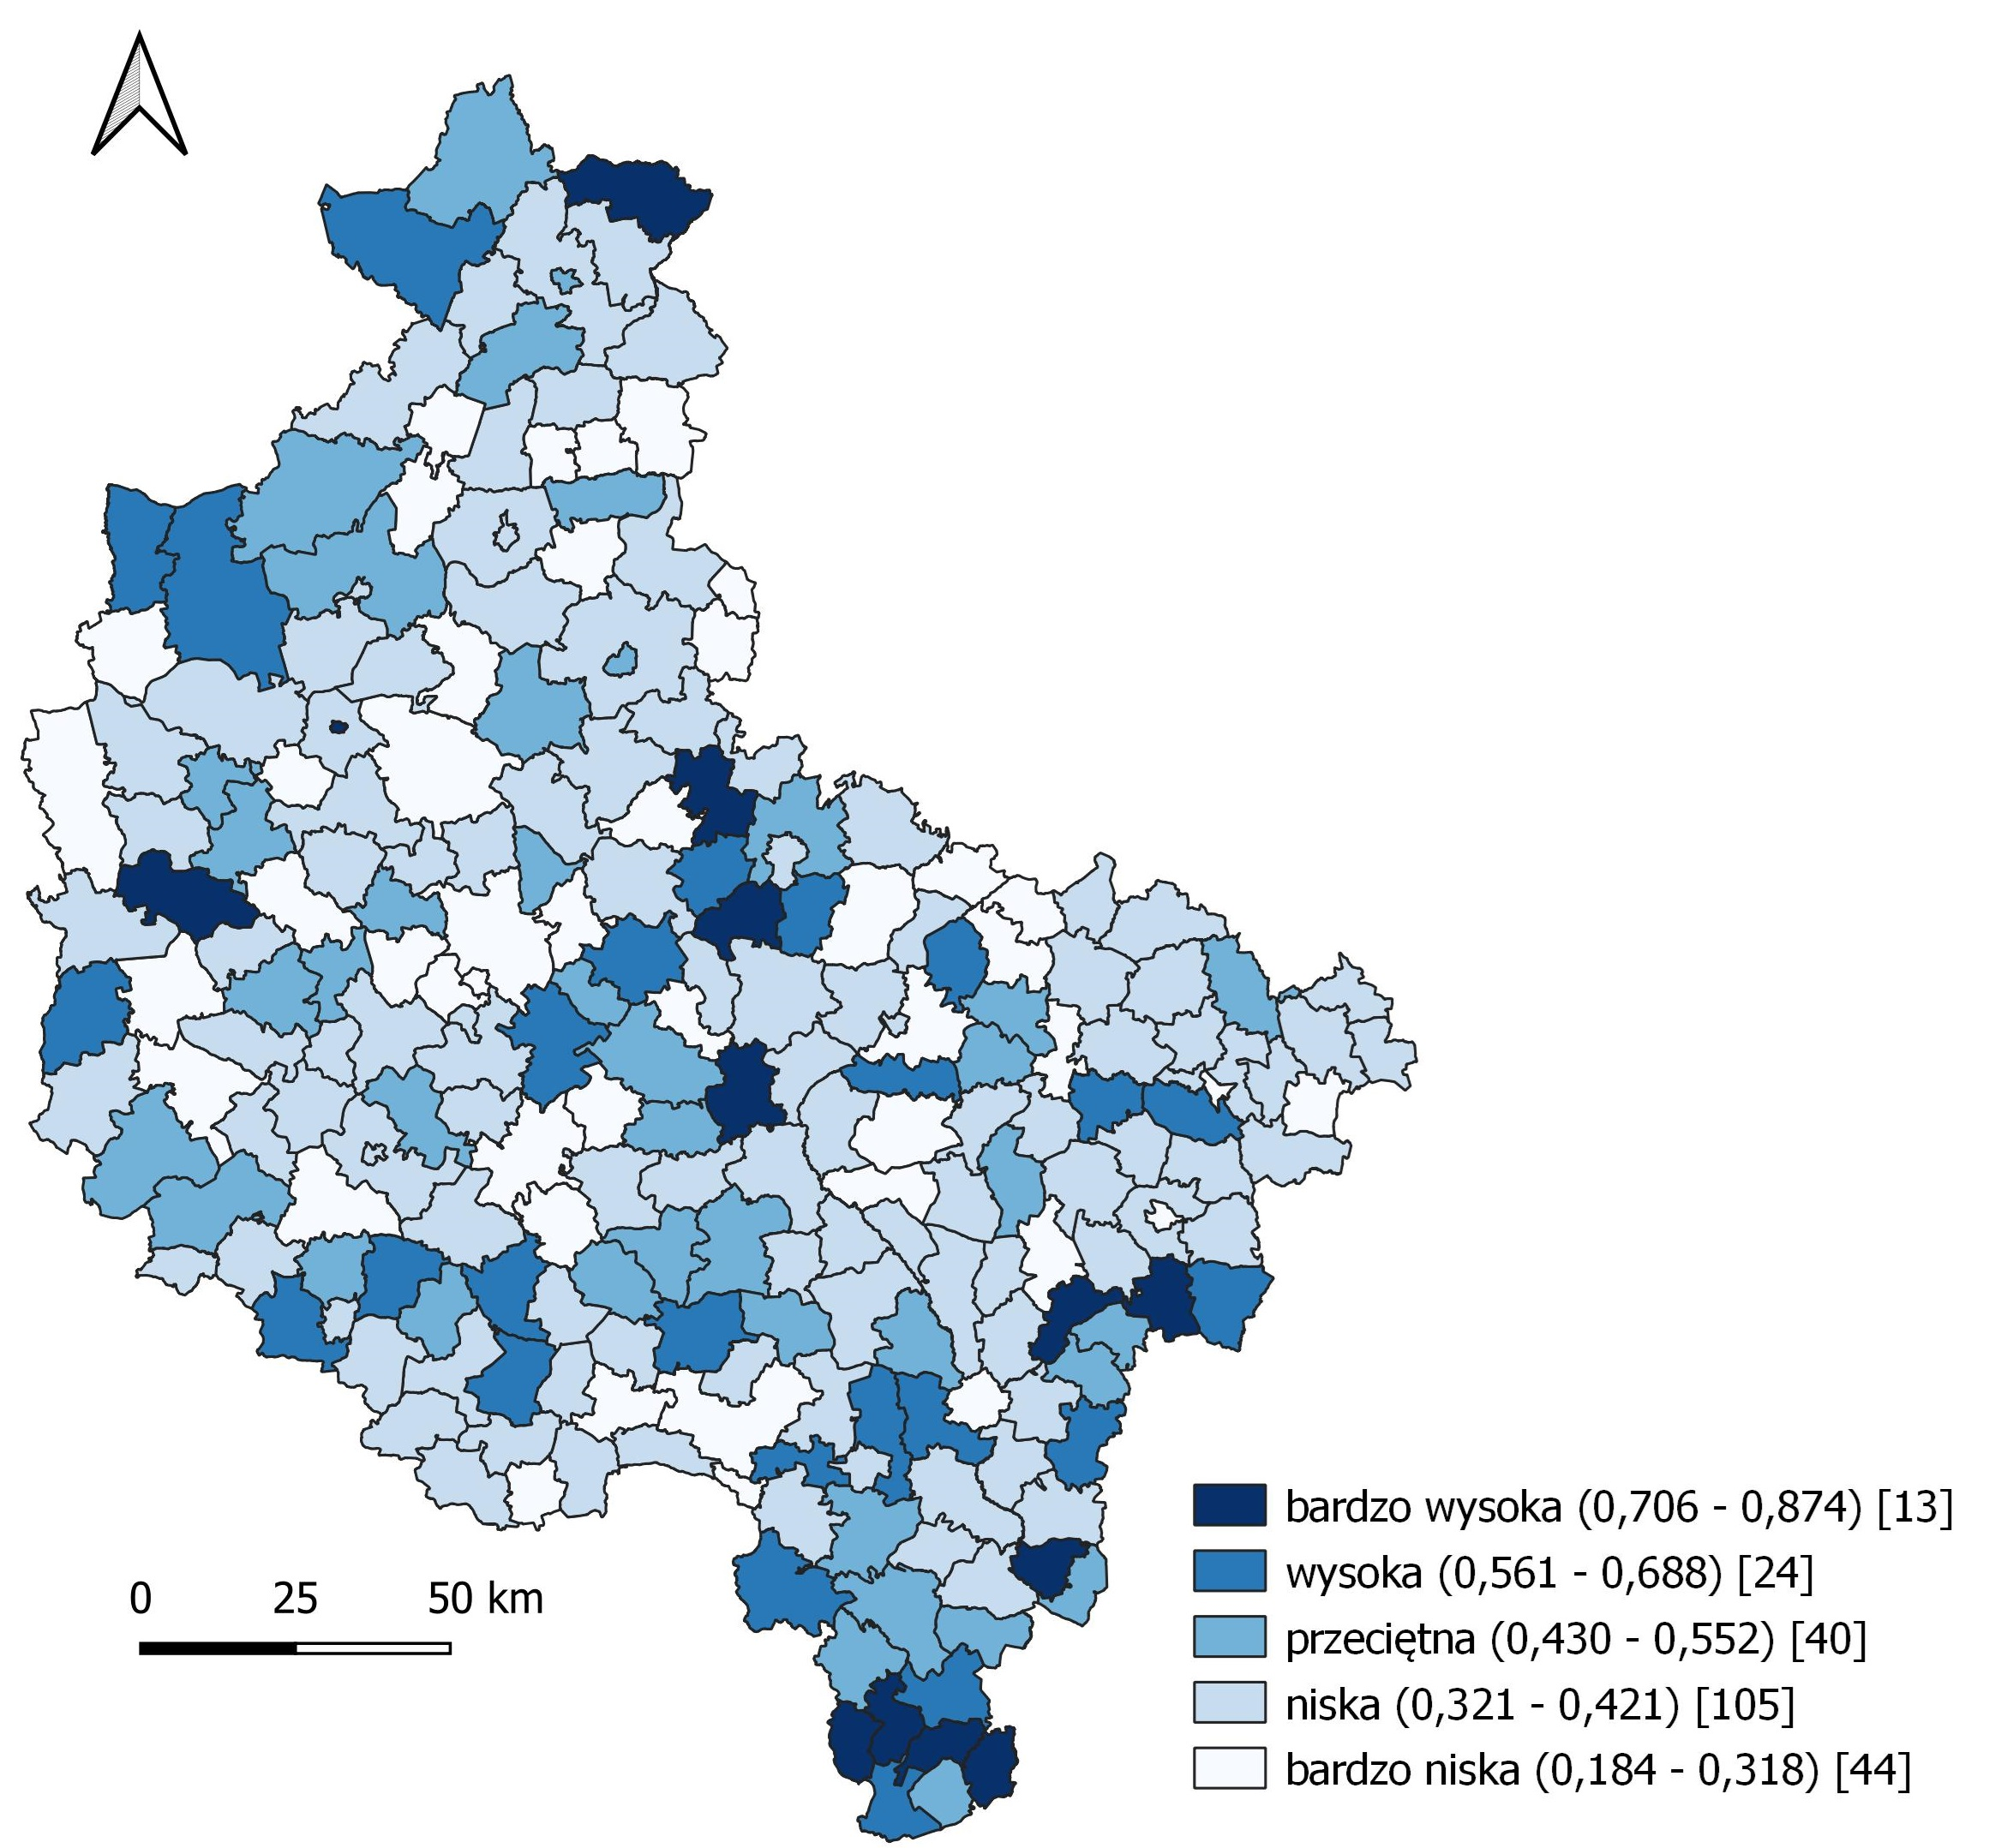 bardzo wysoka (0,706 - 0,874) [13]
wysoka (0,561 - 0,688) [24]
przeciętna (0,430 - 0,552) [40]
niska (0,321 - 0,421) [105]
bardzo niska (0,184 - 0,318) [44]
0 25 50 km